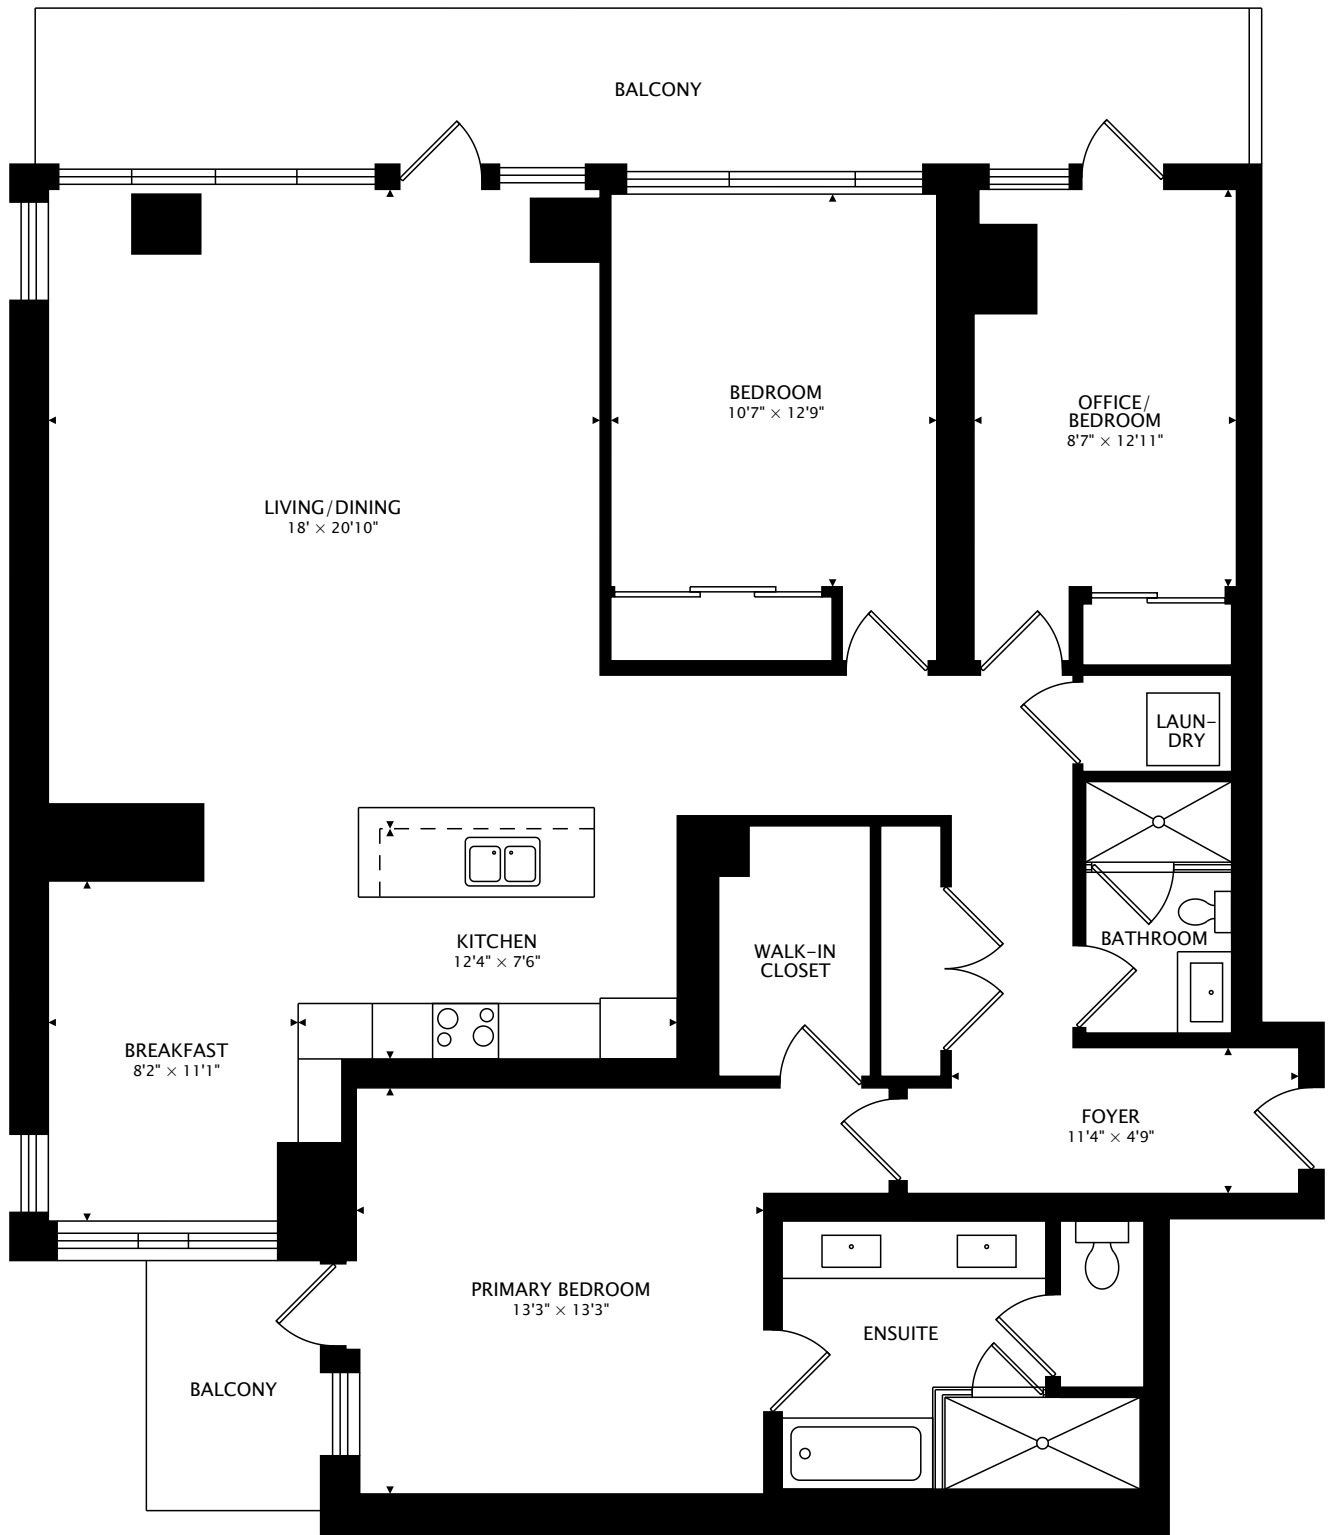 BALCONY
BEDROOM
10'7" × 12'9"
OFFICE/
BEDROOM
8'7" × 12'11"
LIVING/DINING
18' × 20'10"
LAUN-
DRY
KITCHEN
12'4" × 7'6"
WALK-IN
CLOSET
BATHROOM
BREAKFAST
8'2" × 11'1"
FOYER
11'4" × 4'9"
PRIMARY BEDROOM
13'3" × 13'3"
ENSUITE
BALCONY